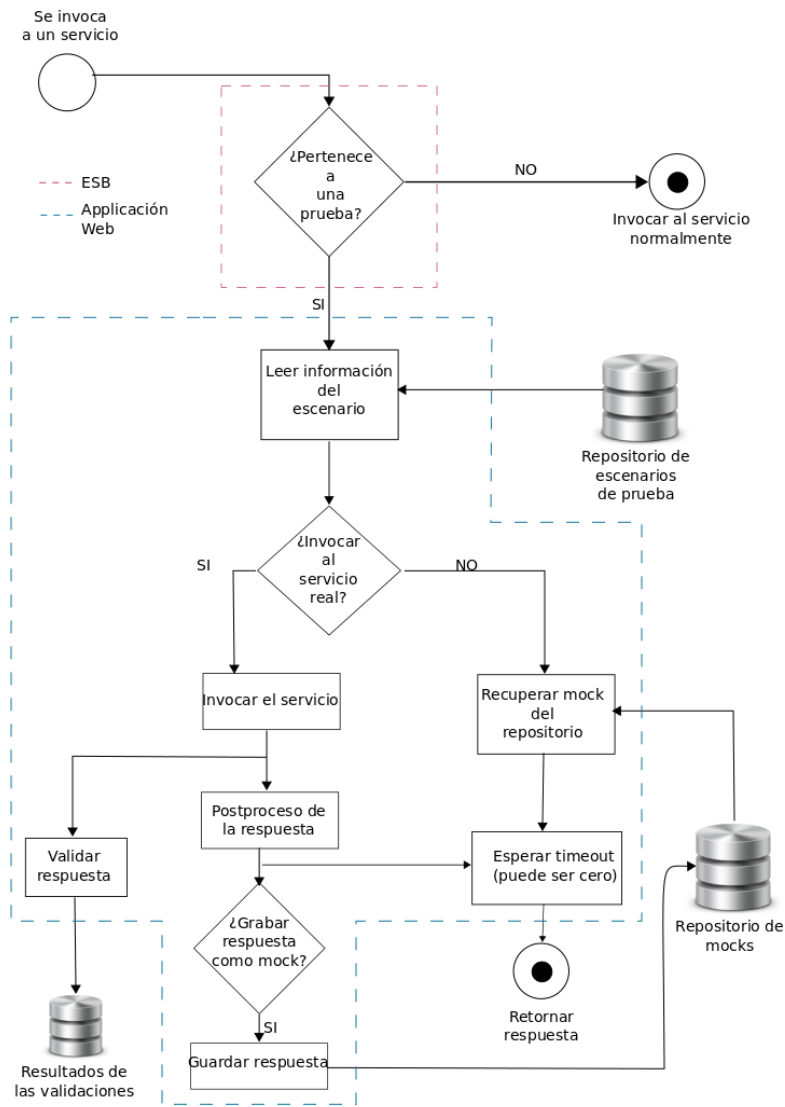 Se invoca
a un servicio
¿Pertenece
a
una
prueba?
NO
Invocar al servicio
normalmente
ESB
Applicación
Web
SI
Leer información
del
escenario
Repositorio de
escenarios
de prueba
¿Invocar
al
servicio
real?
SI
NO
Invocar el servicio
Recuperar mock
del
repositorio
Postproceso de
la respuesta
Validar
respuesta
Esperar timeout
(puede ser cero)
Repositorio de
mocks
¿Grabar
respuesta
como mock?
Retornar
respuesta
SI
Guardar respuesta
Resultados de
las validaciones